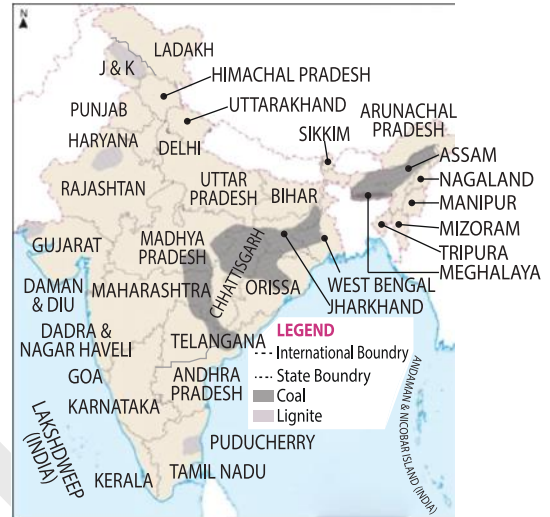 N
LADAKH
J & K
HIMACHAL PRADESH
PUNJAB
UTTARAKHAND
ARUNACHAL
PRADESH
SIKKIM
HARYANA
DELHI
ASSAM
NAGALAND
RAJASHTAN
UTTAR
PRADESH
BIHAR
MANIPUR
MIZORAM
TRIPURA
MEGHALAYA
GUJARAT
MADHYA
PRADESH
CHHATTISGARH
WEST BENGAL
JHARKHAND
DAMAN
& DIU
MAHARASHTRA
ORISSA
DADRA &
NAGAR HAVELI
TELANGANA
LEGEND
International Boundry
State Boundry
Coal
Lignite
GOA
ANDHRA
PRADESH
KARNATAKA
ANDAMAN & NICOBAR ISLAND (INDIA)
LAKSHDWEEP
(INDIA)
PUDUCHERRY
KERALA
TAMIL NADU